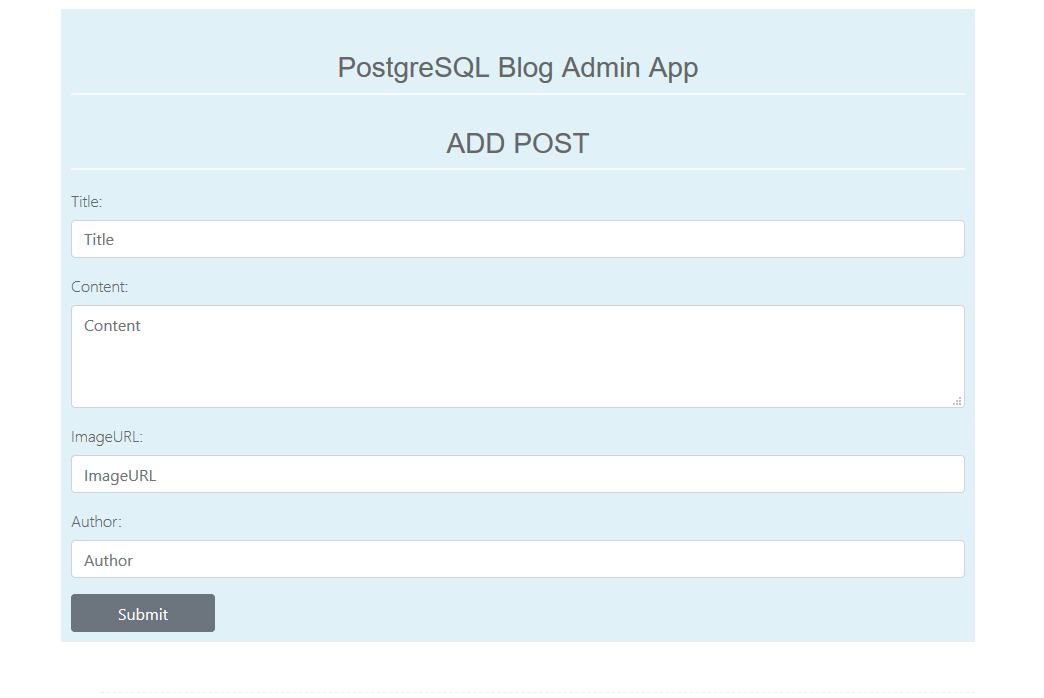 PostgreSQL Blog Admin App
ADD POST
Title:
Title
Content:
Content
ImageURL:
ImageURL
Author:
Author
Submit